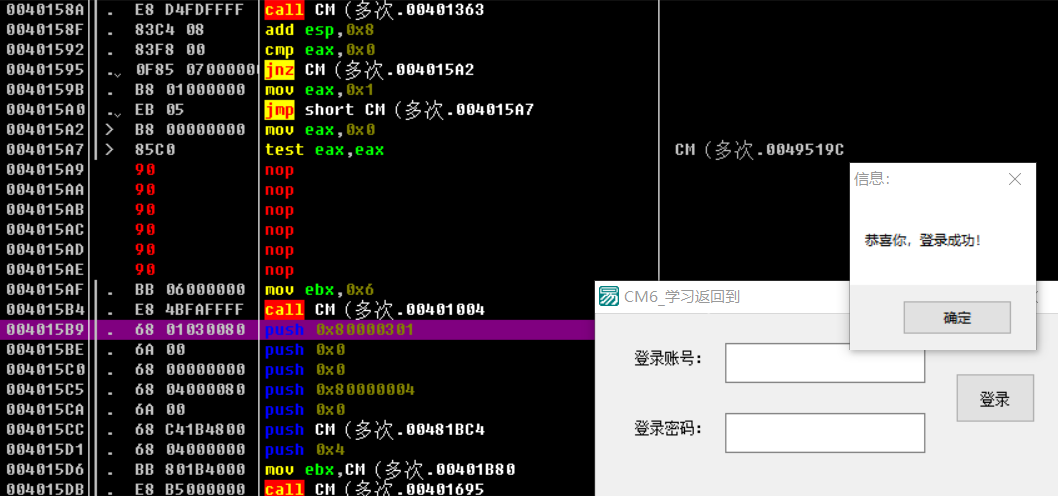 0040158A . E8 D4FDFFFF call CM（多次.00401363
0040158F . 83C4 08 add esp,0x8
00401592 . 83F8 00 cmp eax,0x0
00401595 .⌄ 0F85 07000000 jnz CM（多次.004015A2
0040159B . B8 01000000 mov eax,0x1
004015A0 .⌄ EB 05 jmp short CM（多次.004015A7
004015A2 > B8 00000000 mov eax,0x0
004015A7 > 85C0 test eax,eax CM（多次.0049519C
004015A9 90 nop
004015AA 90 nop
004015AB 90 nop
004015AC 90 nop
004015AD 90 nop
004015AE 90 nop
004015AF . BB 06000000 mov ebx,0x6
004015B4 . E8 4BFAFFFF call CM（多次.00401004
004015B9 . 68 01030080 push 0x80000301
004015BE . 6A 00 push 0x0
004015C0 . 68 00000000 push 0x0
004015C5 . 68 04000080 push 0x80000004
004015CA . 6A 00 push 0x0
004015CC . 68 C41B4800 push CM（多次.00481BC4
004015D1 . 68 04000000 push 0x4
004015D6 . BB 801B4000 mov ebx,CM（多次.00401B80
004015DB . E8 B5000000 call CM（多次.00401695
信息:
恭喜你，登录成功!
确定
CM6_学习返回到
登录账号:
登录密码:
登录